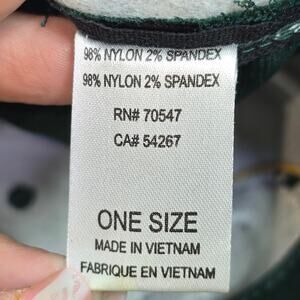 98% NYLON 2% SPANDEX
98% NYLON 2% SPANDEX
RN# 70547
CA# 54267
ONE SIZE
MADE IN VIETNAM
FABRIQUE EN VIETNAM